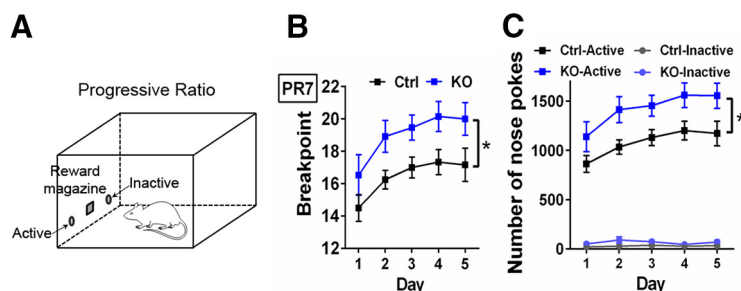 A
Progressive Ratio
Reward
magazine
Inactive
Active
B
PR7
Ctrl
KO
22
20
18
16
14
12
Breakpoint
*
1 2 3 4 5
Day
C
Ctrl-Active
Ctrl-Inactive
KO-Active
KO-Inactive
1500
1000
500
0
Number of nose pokes
*
1 2 3 4 5
Day